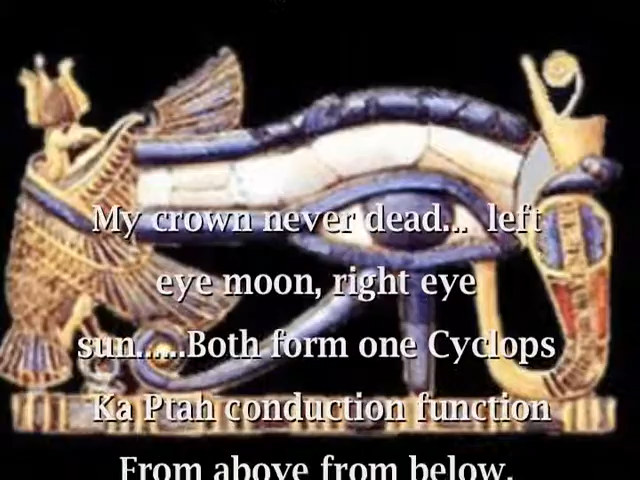 My crown never dead... left
eye moon, right eye
sun......Both form one Cyclops
Ka Ptah conduction function
From above from below.